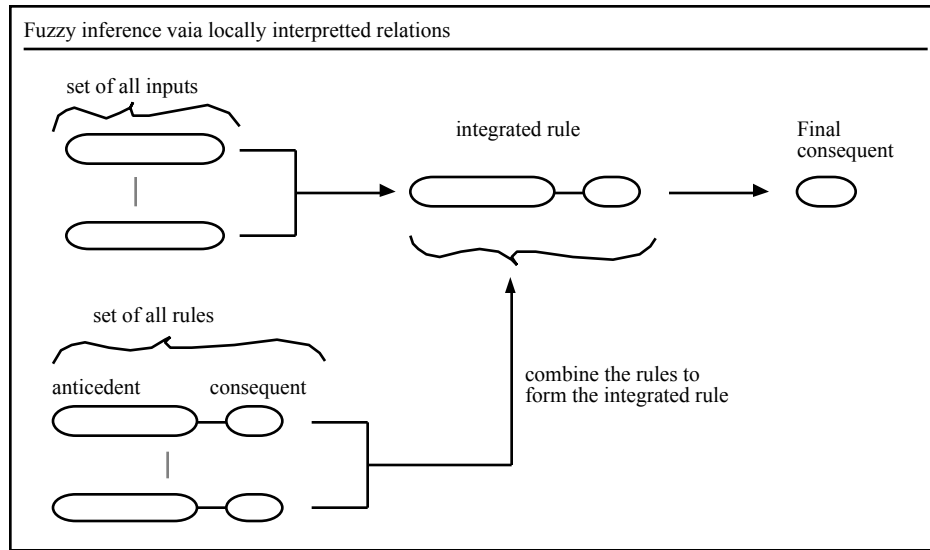 Fuzzy inference vaia locally interpretted relations
set of all inputs
integrated rule
Final
consequent
set of all rules
anticedent
consequent
combine the rules to
form the integrated rule